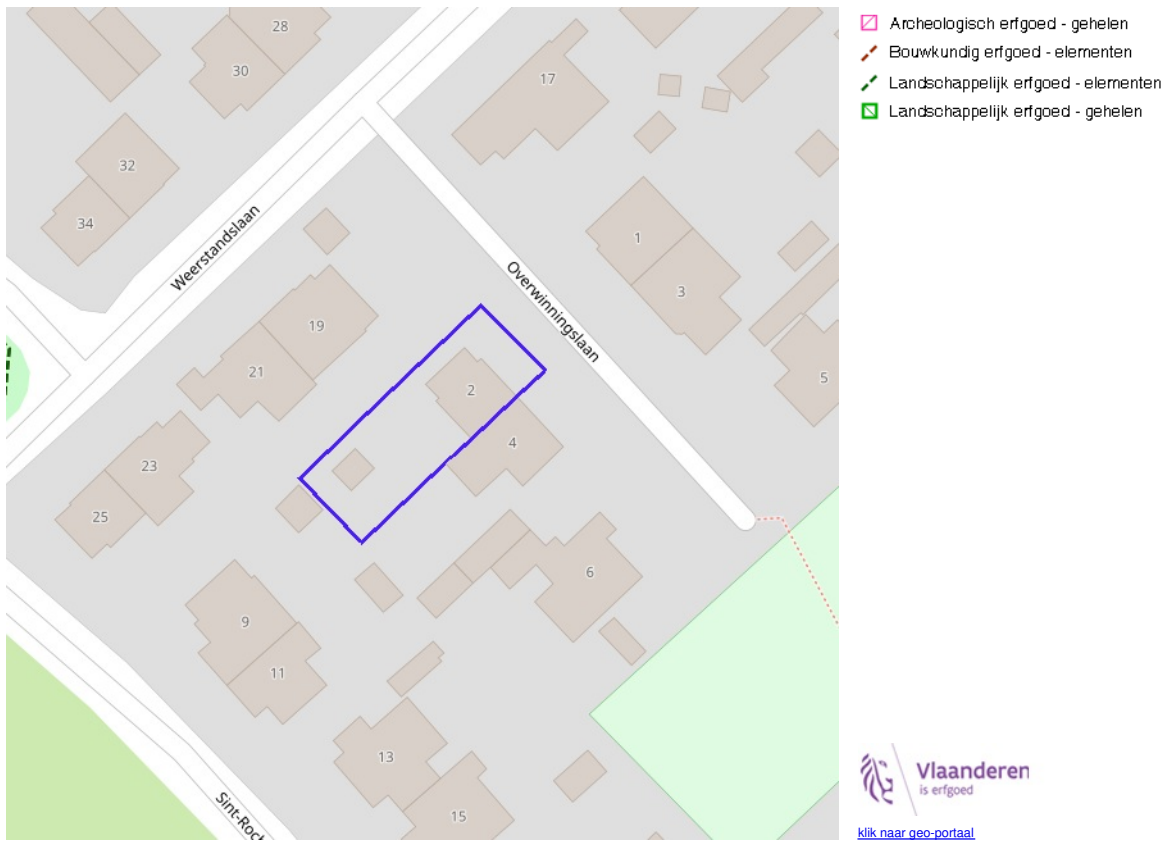 28
30
17
32
34
Weerstandslaan
1
Overwinningslaan
3
19
21
2
5
4
23
25
6
9
11
13
15
Sint-Roch
Archeologisch erfgoed - gehelen
Bouwkundig erfgoed - elementen
Landschappelijk erfgoed - elementen
Landschappelijk erfgoed - gehelen
Vlaanderen
is erfgoed
klik naar geo-portaal